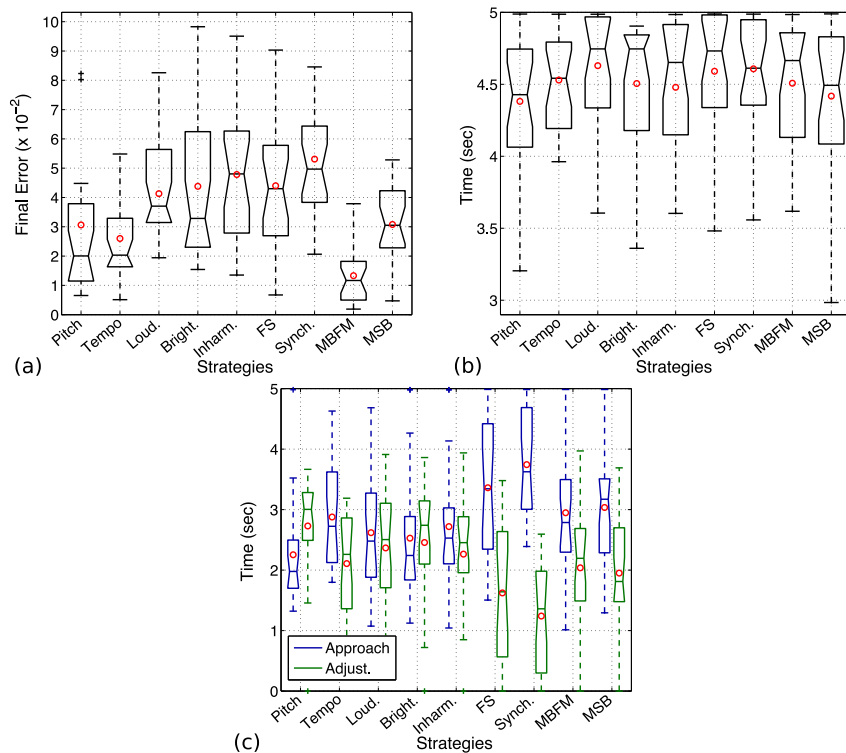 10
9
8
7
6
5
4
3
2
1
0
Final Error (x 10⁻²)
Pitch
Tempo
Loud.
Bright.
Inharm.
FS
Synch.
MBFM
MSB
Strategies
(a)
5
4.5
4
3.5
3
Time (sec)
Pitch
Tempo
Loud.
Bright.
Inharm.
FS
Synch.
MBFM
MSB
Strategies
(b)
5
4
3
2
1
0
Time (sec)
Approach
Adjust.
Pitch
Tempo
Loud.
Bright.
Inharm.
FS
Synch.
MBFM
MSB
Strategies
(c)